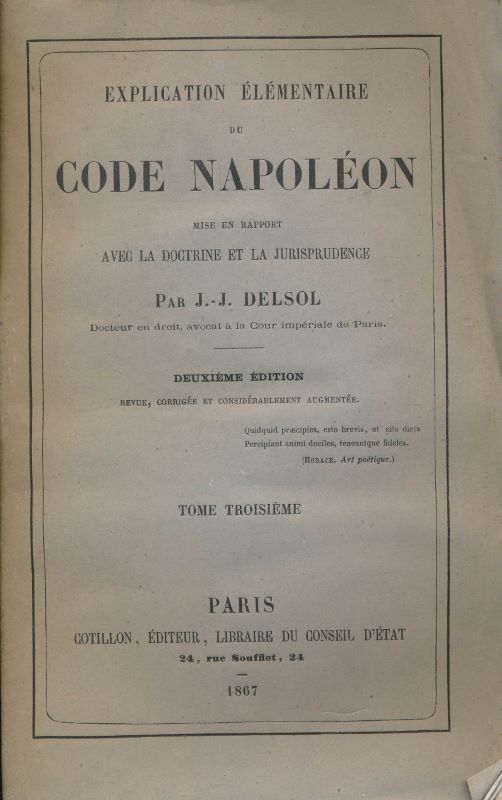 EXPLICATION ÉLÉMENTAIRE
DU
CODE NAPOLÉON
MISE EN RAPPORT
AVEC LA DOCTRINE ET LA JURISPRUDENCE
PAR J.-J. DELSOL
Docteur en droit, avocat à la Cour impériale de Paris.
DEUXIÈME ÉDITION
REVUE, CORRIGÉE ET CONSIDÉRABLEMENT AUGMENTÉE.
Quidquid præcipies, esto brevis, ut cito dicta
Percipiant animi dociles, teneantque fideles.
(HORACE, Art poétique.)
TOME TROISIÈME
PARIS
COTILLON, ÉDITEUR, LIBRAIRE DU CONSEIL D'ÉTAT
24, rue Soufflot, 24
1867